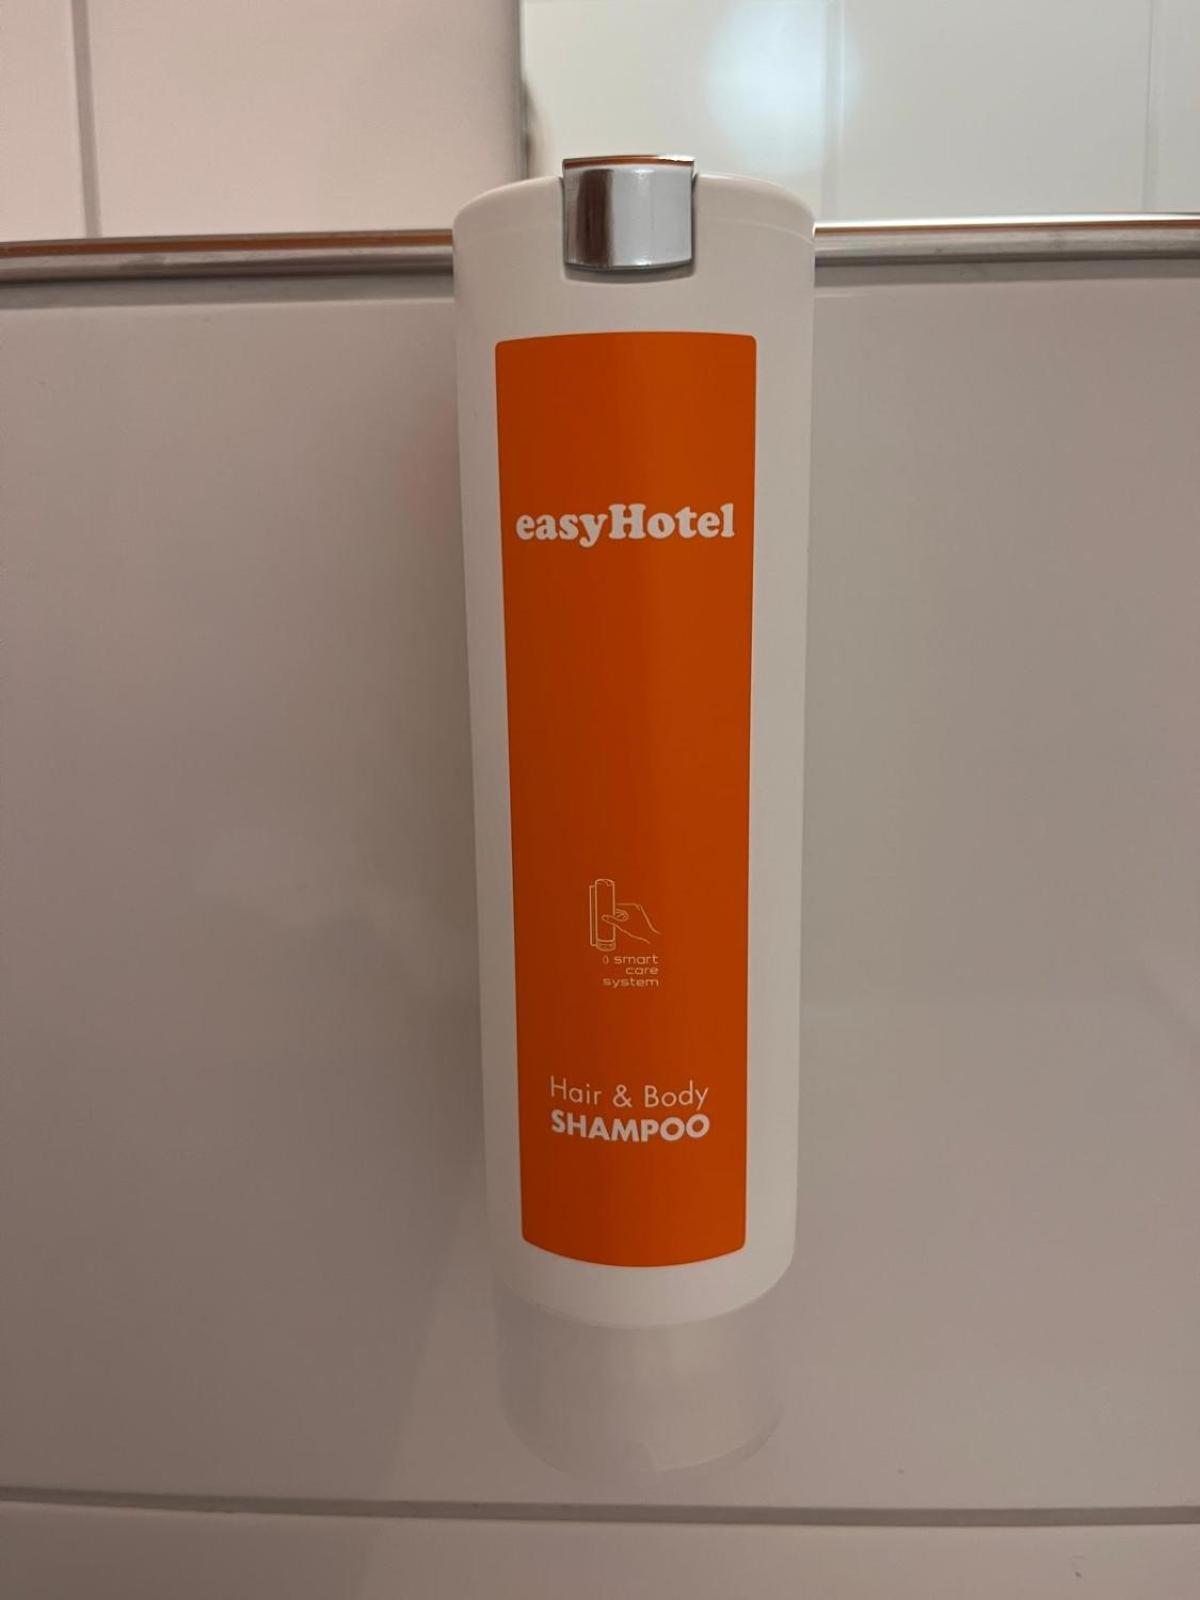 easyHotel
smart
care
system
Hair & Body
SHAMPOO